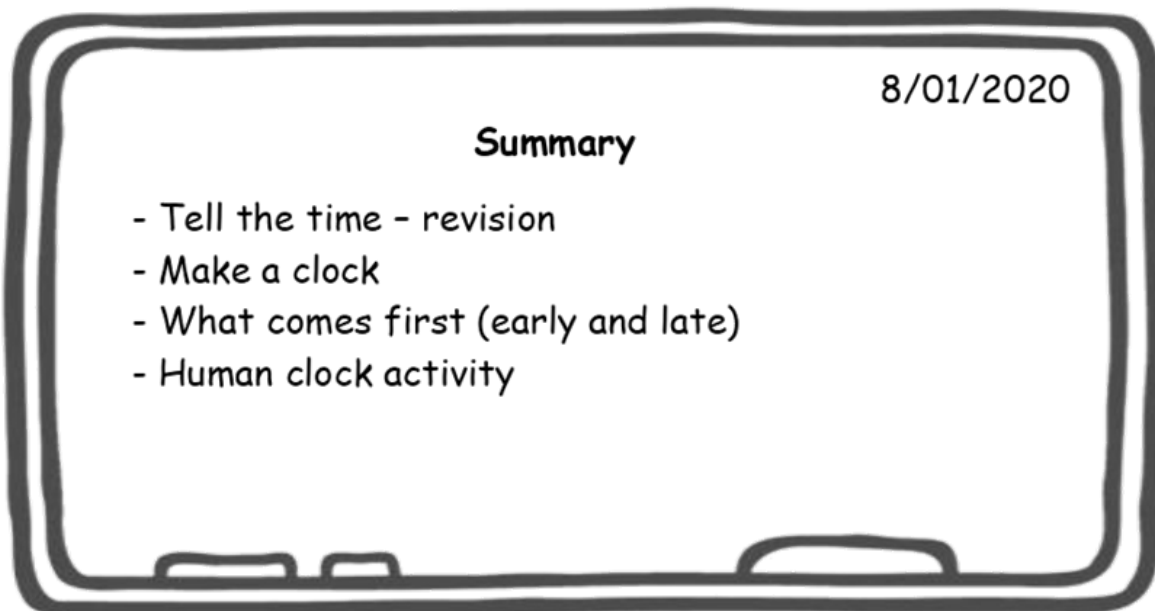 8/01/2020
Summary
- Tell the time – revision
- Make a clock
- What comes first (early and late)
- Human clock activity